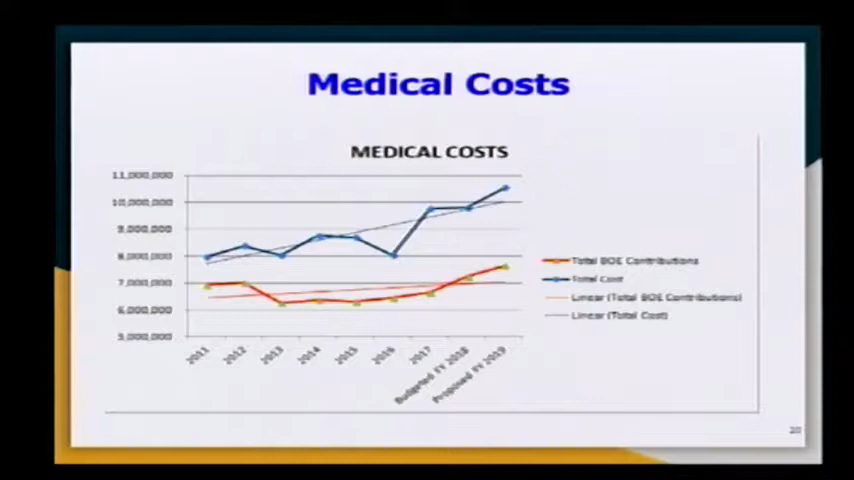 Medical Costs
MEDICAL COSTS
11,000,000
10,000,000
9,000,000
8,000,000
7,000,000
6,000,000
5,000,000
2011
2012
2013
2014
2015
2016
2017
Budgeted FY 2018
Proposed FY 2019
Total BOE Contributions
Total Cost
Linear (Total BOE Contributions)
Linear (Total Cost)
20